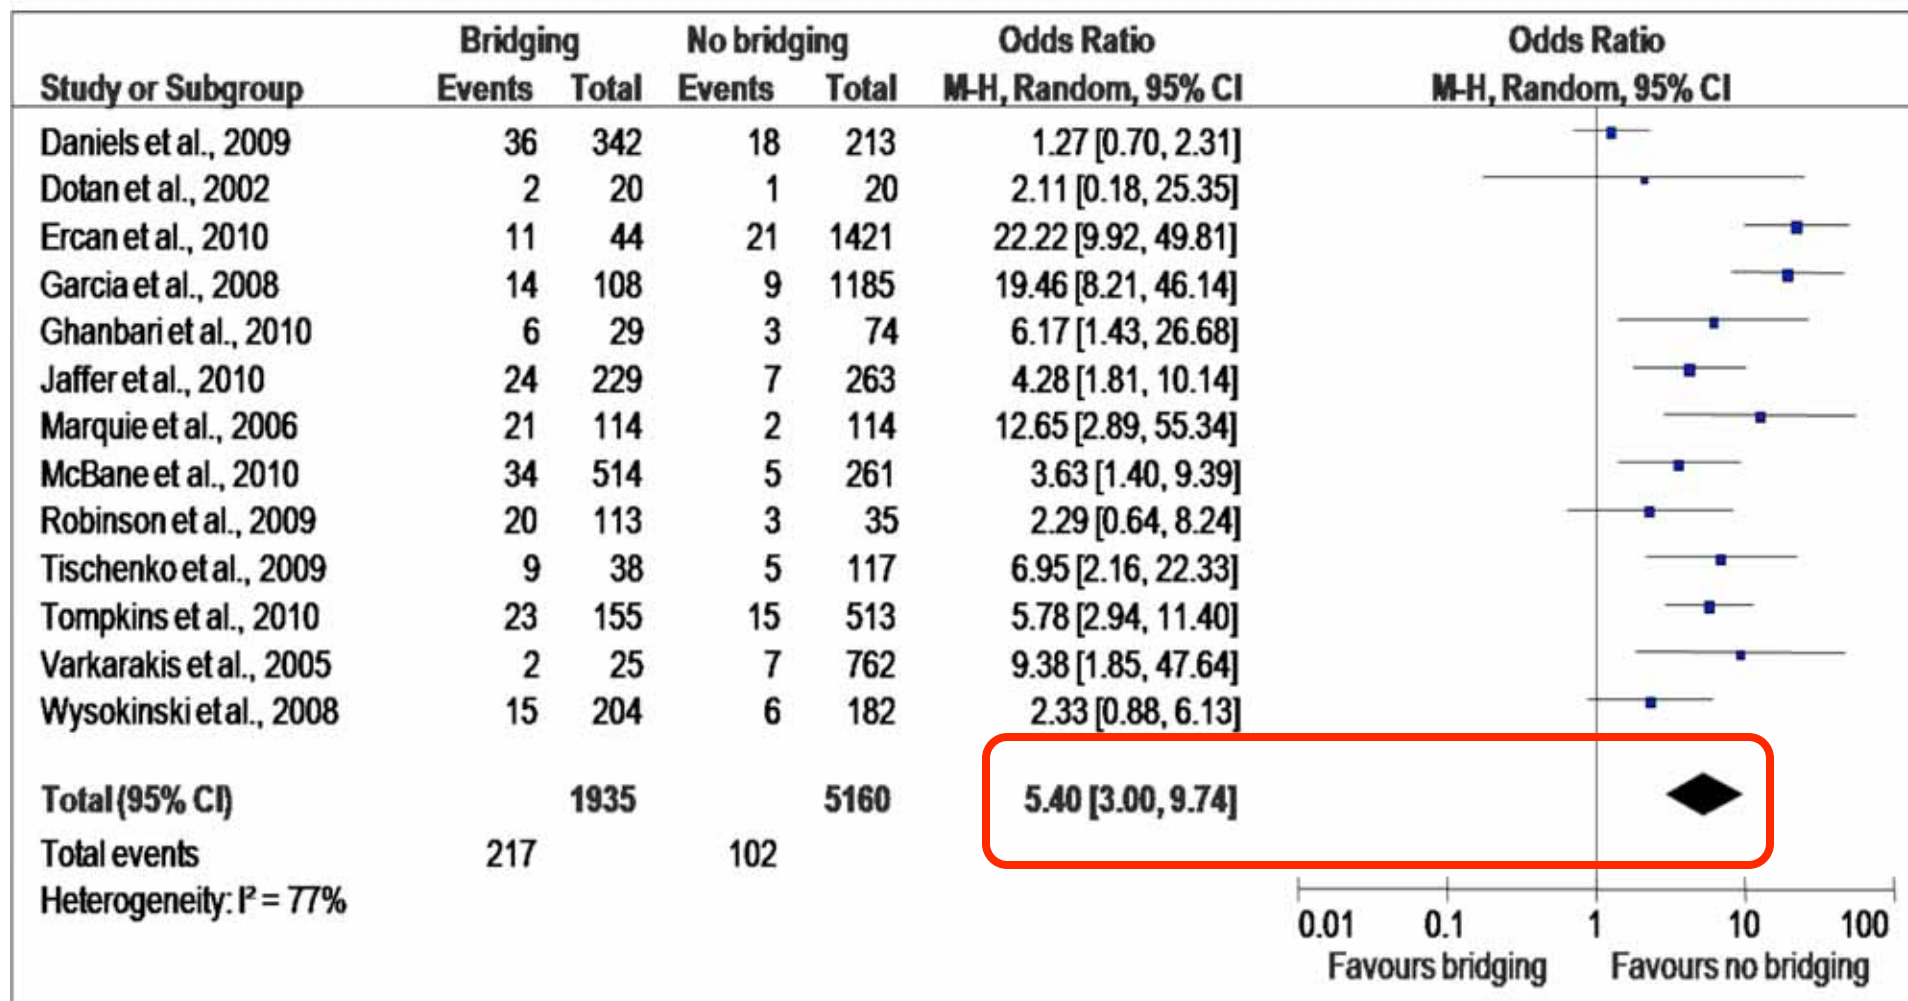 Bridging No bridging Odds Ratio Odds Ratio
Study or Subgroup Events Total Events Total M-H, Random, 95% CI M-H, Random, 95% CI
Daniels et al., 2009 36 342 18 213 1.27 [0.70, 2.31]
Dotan et al., 2002 2 20 1 20 2.11 [0.18, 25.35]
Ercan et al., 2010 11 44 21 1421 22.22 [9.92, 49.81]
Garcia et al., 2008 14 108 9 1185 19.46 [8.21, 46.14]
Ghanbari et al., 2010 6 29 3 74 6.17 [1.43, 26.68]
Jaffer et al., 2010 24 229 7 263 4.28 [1.81, 10.14]
Marquie et al., 2006 21 114 2 114 12.65 [2.89, 55.34]
McBane et al., 2010 34 514 5 261 3.63 [1.40, 9.39]
Robinson et al., 2009 20 113 3 35 2.29 [0.64, 8.24]
Tischenko et al., 2009 9 38 5 117 6.95 [2.16, 22.33]
Tompkins et al., 2010 23 155 15 513 5.78 [2.94, 11.40]
Varkarakis et al., 2005 2 25 7 762 9.38 [1.85, 47.64]
Wysokinski et al., 2008 15 204 6 182 2.33 [0.88, 6.13]
Total (95% CI) 1935 5160 5.40 [3.00, 9.74]
Total events 217 102
Heterogeneity: I² = 77%
0.01 0.1 1 10 100
Favours bridging Favours no bridging